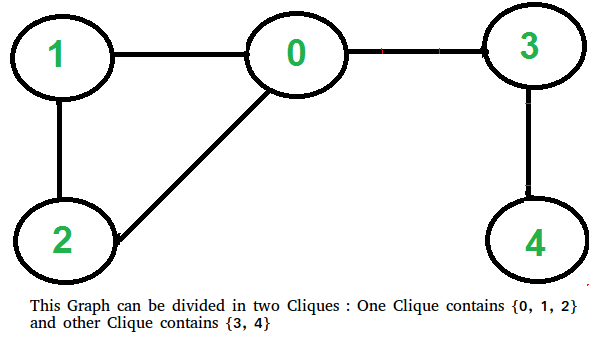 1 0 3
2 4
This Graph can be divided in two Cliques : One Clique contains {0, 1, 2}
and other Clique contains {3, 4}